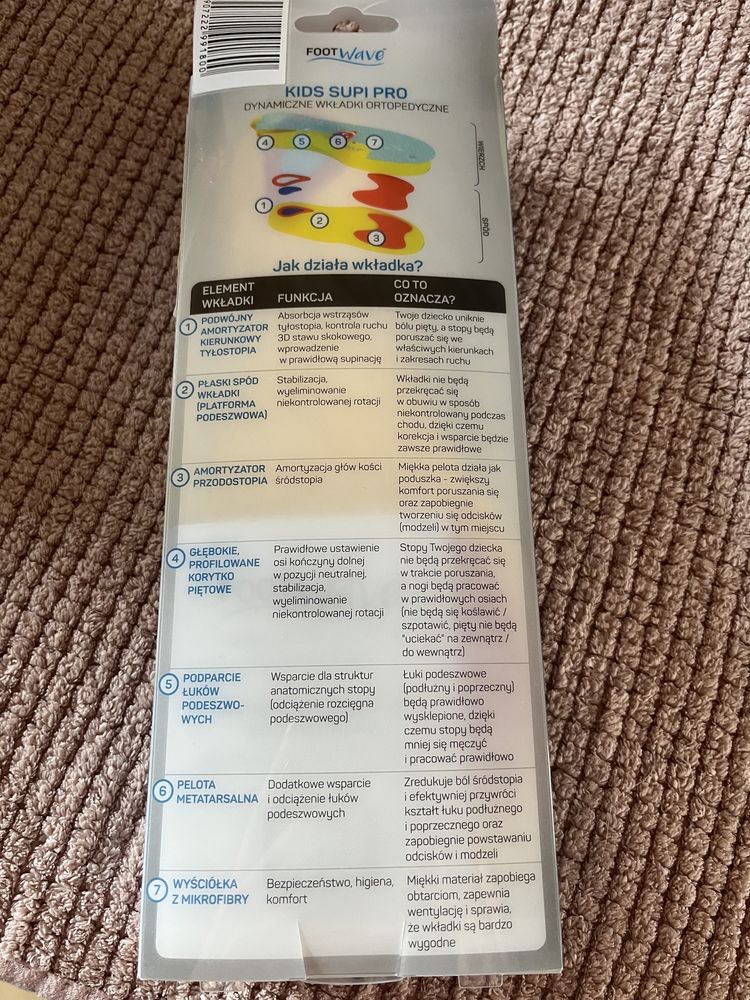 FOOTWave
KIDS SUPI PRO
DYNAMICZNE WKŁADKI ORTOPEDYCZNE
4 5 6 7
WIERZCH
1 2 3
SPÓD
Jak działa wkładka?
ELEMENT WKŁADKI
FUNKCJA
CO TO OZNACZA?
1 PODWÓJNY
AMORTYZATOR
KIERUNKOWY
TYŁOSTOPIA
Absorbcja wstrząsów
tyłostopia, kontrola ruchu
3D stawu skokowego,
wprowadzenie
w prawidłową supinację
Twoje dziecko uniknie
bólu pięty, a stopy będą
poruszać się we
właściwych kierunkach
i zakresach ruchu
2 PŁASKI SPÓD
WKŁADKI
(PLATFORMA
PODESZWOWA)
Stabilizacja,
wyeliminowanie
niekontrolowanej rotacji
Wkładki nie będą
przekręcać się
w obuwiu w sposób
niekontrolowany podczas
chodu, dzięki czemu
korekcja i wsparcie będzie
zawsze prawidłowe
3 AMORTYZATOR
PRZODOSTOPIA
Amortyzacja głów kości
śródstopia
Miękka pelota działa jak
poduszka - zwiększy
komfort poruszania się
oraz zapobiegnie
tworzeniu się odcisków
(modzeli) w tym miejscu
4 GŁĘBOKIE,
PROFILOWANE
KORYTKO
PIĘTOWE
Prawidłowe ustawienie
osi kończyny dolnej
w pozycji neutralnej,
stabilizacja,
wyeliminowanie
niekontrolowanej rotacji
Stopy Twojego dziecka
nie będą przekręcać się
w trakcie poruszania,
a nogi będą pracować
w prawidłowych osiach
(nie będą się koślawić /
szpotawić, pięty nie będą
"uciekać" na zewnątrz /
do wewnątrz)
5 PODPARCIE
ŁUKÓW
PODESZWO-
WYCH
Wsparcie dla struktur
anatomicznych stopy
(odciążenie rozcięgna
podeszwowego)
Łuki podeszwowe
(podłużny i poprzeczny)
będą prawidłowo
wysklepione, dzięki
czemu stopy będą
mniej się męczyć
i pracować prawidłowo
6 PELOTA
METATARSALNA
Dodatkowe wsparcie
i odciążenie łuków
podeszwowych
Zredukuje ból śródstopia
i efektywniej przywróci
kształt łuku podłużnego
i poprzecznego oraz
zapobiegnie powstawaniu
odcisków i modzeli
7 WYŚCIÓŁKA
Z MIKROFIBRY
Bezpieczeństwo, higiena,
komfort
Miękki materiał zapobiega
obtarciom, zapewnia
wentylację i sprawia,
że wkładki są bardzo
wygodne